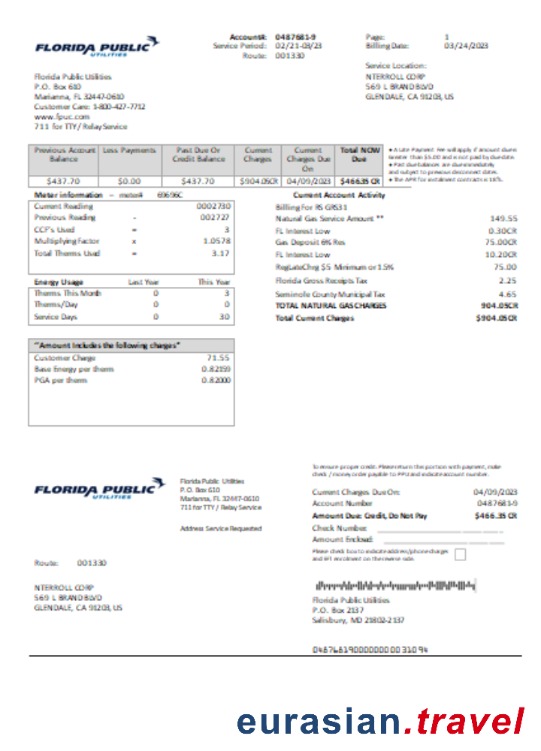 FLORIDA PUBLIC
UTILITIES
Account#: 0487681-9
Service Period: 02/21-03/23
Route: 001330
Page: 1
Billing Date: 03/24/2023
Service Location:
NTERROLL CORP
569 L BRAND BLVD
GLENDALE, CA 91203, US
Florida Public Utilities
P.O. Box 610
Marianna, FL 32447-0610
Customer Care: 1-800-427-7712
www.fpuc.com
711 for TTY/ Relay Service
Previous Account Balance Less Payments Past Due Or Credit Balance Current Charges Current Charges Due On Total NOW Due
$437.70 $0.00 $437.70 $904.05CR 04/09/2023 $466.35 CR
• A Late Payment Fee will apply if amount due is
greater than $5.00 and is not paid by due date.
• Past due balances are due immediately
and subject to previous disconnect dates.
• The APR for installment contracts is 18%.
Meter information – meter# 69696C
Current Reading 0002730
Previous Reading - 002727
CCF's Used = 3
Multiplying Factor x 1.0578
Total Therms Used = 3.17
Energy Usage Last Year This Year
Therms This Month 0 3
Therms/Day 0 0
Service Days 0 30
Current Account Activity
Billing For RS GRS31
Natural Gas Service Amount ** 149.55
FL Interest Low 0.30CR
Gas Deposit 6% Res 75.00CR
FL Interest Low 10.20CR
RegLateChrg $5 Minimum or 1.5% 75.00
Florida Gross Receipts Tax 2.25
Seminole County Municipal Tax 4.65
TOTAL NATURAL GAS CHARGES 904.05CR
Total Current Charges $904.05CR
"Amount Includes the following charges"
Customer Charge 71.55
Base Energy per therm 0.82159
PGA per therm 0.82000
FLORIDA PUBLIC
UTILITIES
Florida Public Utilities
P.O. Box 610
Marianna, FL 32447-0610
711 for TTY / Relay Service
Address Service Requested
To ensure proper credit: Please return this portion with payment, make
check / money order payable to FPU and indicate account number.
Current Charges Due On: 04/09/2023
Account Number 0487681-9
Amount Due: Credit, Do Not Pay $466.35 CR
Check Number:
Amount Enclosed:
Please check box to indicate address/phone changes
and EFT enrollment on the reverse side.
Route: 001330
NTERROLL CORP
569 L BRAND BLVD
GLENDALE, CA 91203, US
Florida Public Utilities
P.O. Box 2137
Salisbury, MD 21802-2137
eurasian.travel